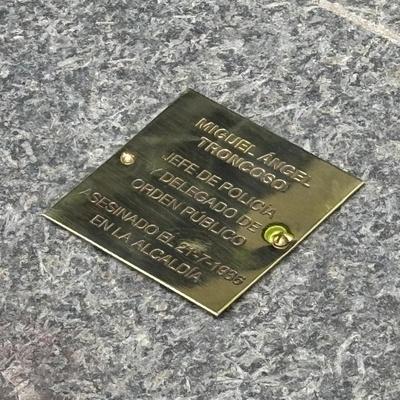 MIGUEL ÁNGEL
TRONCOSO
JEFE DE POLICÍA
Y DELEGADO DE
ORDEN PÚBLICO
ASESINADO EL 21-7-1936
EN LA ALCALDÍA